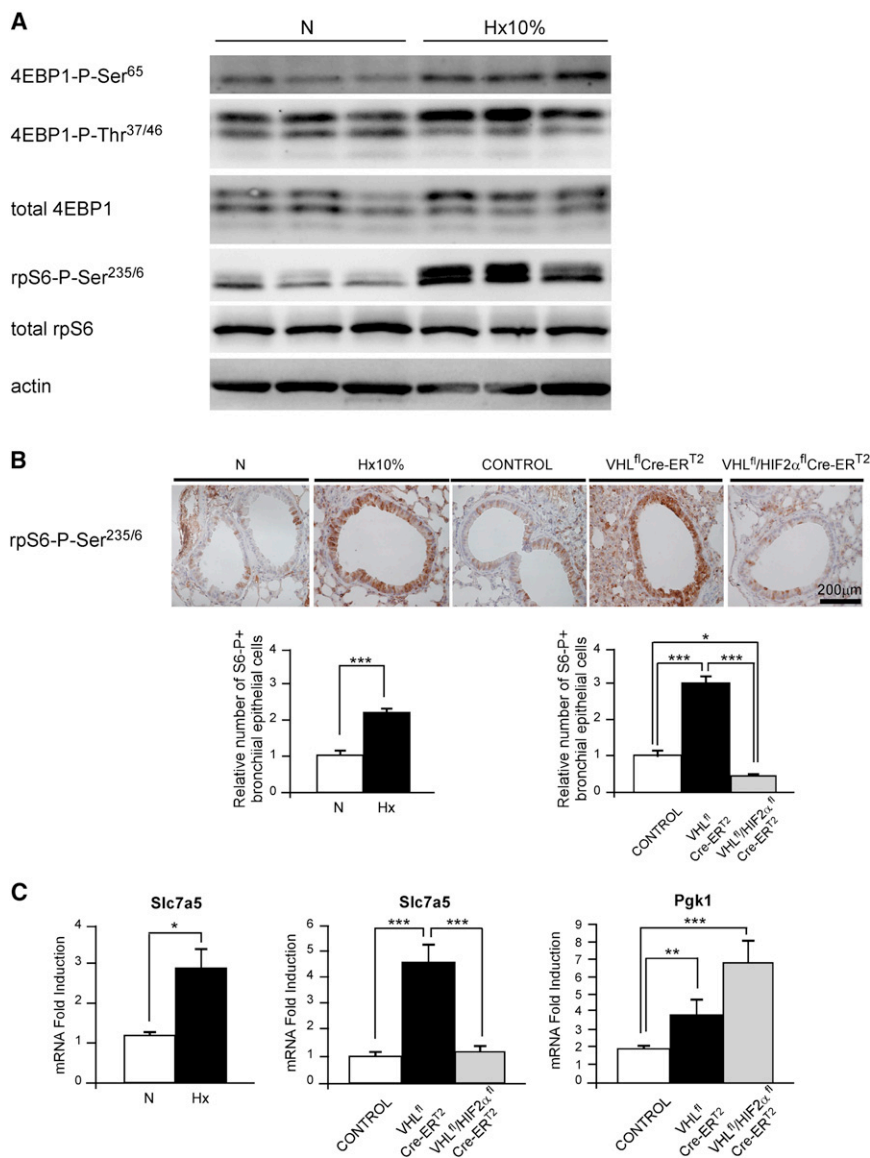 A
N Hx10%
4EBP1-P-Ser65
4EBP1-P-Thr37/46
total 4EBP1
rpS6-P-Ser235/6
total rpS6
actin
B
N Hx10% CONTROL VHLflCre-ERT2 VHLfl/HIF2αflCre-ERT2
rpS6-P-Ser235/6
200µm
Relative number of S6-P+
bronchiial epithelial cells
4
3
2
1
0
***
N Hx
Relative number of S6-P+
bronchiial epithelial cells
4
3
2
1
0
*
*** ***
CONTROL
VHLfl
Cre-ERT2
VHLfl/HIF2αfl
Cre-ERT2
C
Slc7a5
mRNA Fold Induction
4
3
2
1
0
*
N Hx
Slc7a5
mRNA Fold Induction
6
5
4
2
1
0
*** ***
CONTROL
VHLfl
Cre-ERT2
VHLfl/HIF2αfl
Cre-ERT2
Pgk1
mRNA Fold Induction
9
8
7
6
5
4
3
2
1
0
***
**
CONTROL
VHLfl
Cre-ERT2
VHLfl/HIF2αfl
Cre-ERT2